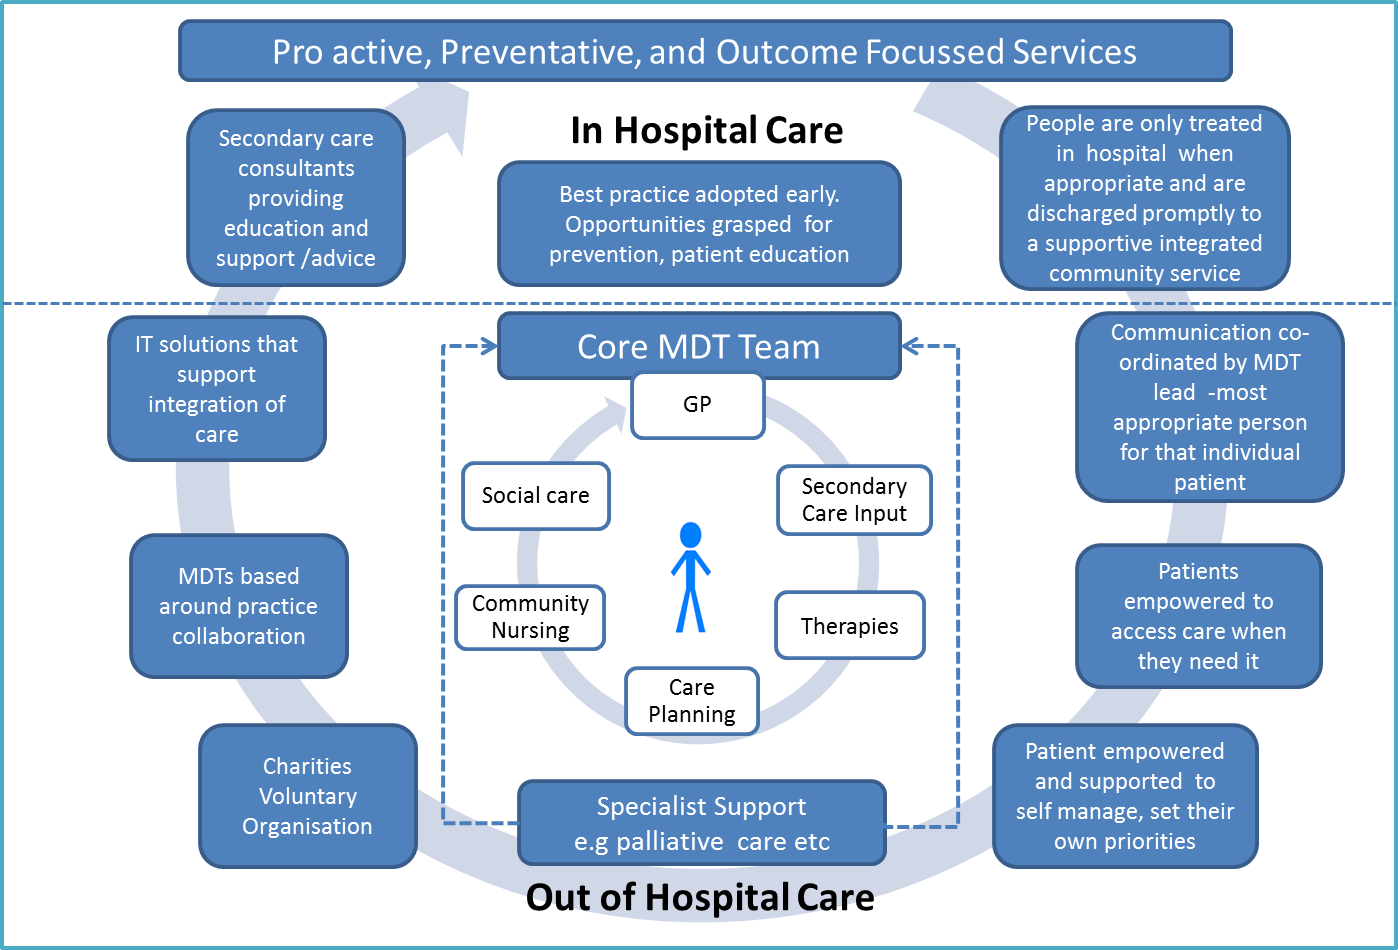 Pro active, Preventative, and Outcome Focussed Services
In Hospital Care
Secondary care
consultants
providing
education and
support /advice
Best practice adopted early.
Opportunities grasped for
prevention, patient education
People are only treated
in hospital when
appropriate and are
discharged promptly to
a supportive integrated
community service
IT solutions that
support
integration of
care
Core MDT Team
GP
Social care
Secondary
Care Input
Community
Nursing
Therapies
Care
Planning
Communication co-
ordinated by MDT
lead -most
appropriate person
for that individual
patient
MDTs based
around practice
collaboration
Patients
empowered to
access care when
they need it
Charities
Voluntary
Organisation
Specialist Support
e.g palliative care etc
Patient empowered
and supported to
self manage, set their
own priorities
Out of Hospital Care